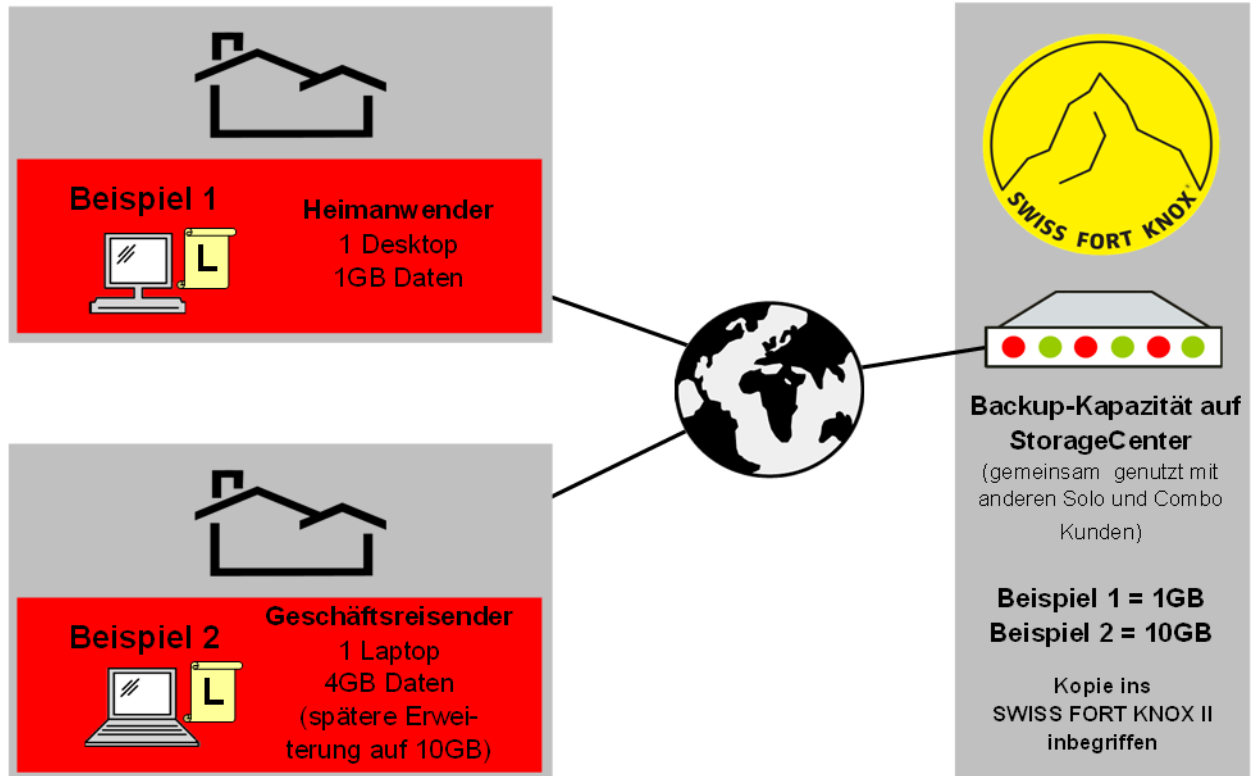 Beispiel 1
L
Heimanwender
1 Desktop
1GB Daten
Beispiel 2
L
Geschäftsreisender
1 Laptop
4GB Daten
(spätere Erwei-
terung auf 10GB)
SWISS FORT KNOX®
Backup-Kapazität auf
StorageCenter
(gemeinsam genutzt mit
anderen Solo und Combo
Kunden)
Beispiel 1 = 1GB
Beispiel 2 = 10GB
Kopie ins
SWISS FORT KNOX II
inbegriffen